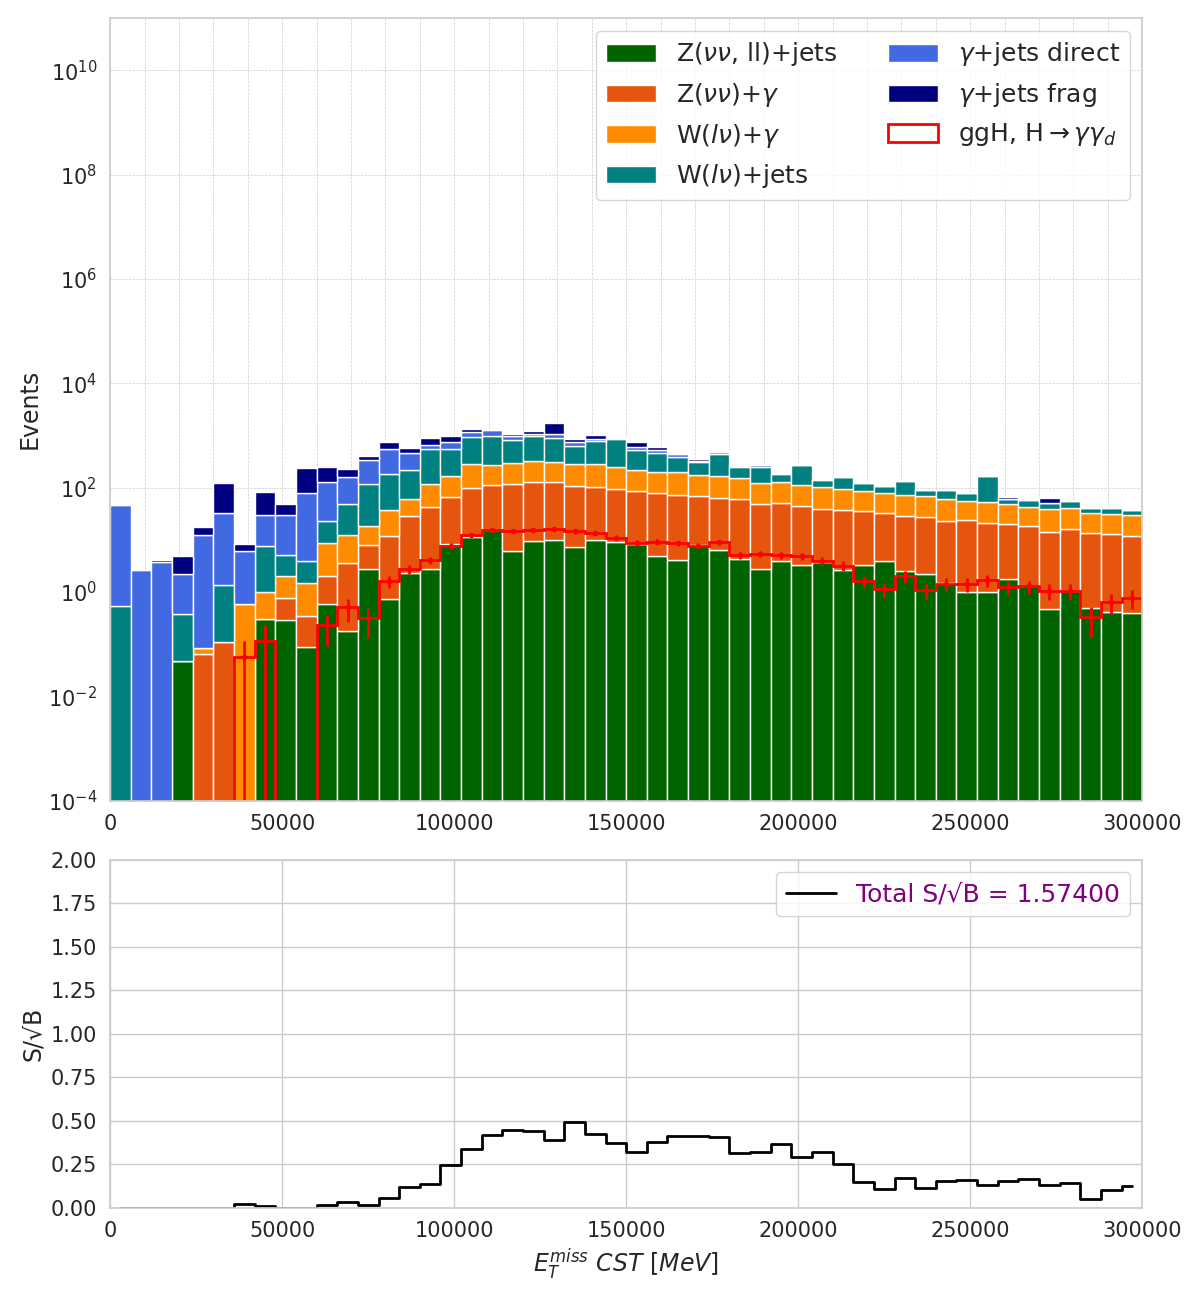 Z(νν, ll)+jets
Z(νν)+γ
W(lν)+γ
W(lν)+jets
γ+jets direct
γ+jets frag
ggH, H→γγ_d
Events
10^10
10^8
10^6
10^4
10^2
10^0
10^−2
10^−4
0 50000 100000 150000 200000 250000 300000
Total S/√B = 1.57400
S/√B
2.00
1.75
1.50
1.25
1.00
0.75
0.50
0.25
0.00
0 50000 100000 150000 200000 250000 300000
E_T^miss CST [MeV]